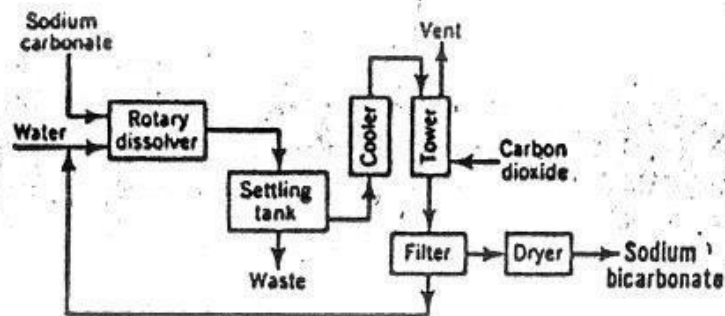 Sodium
carbonate
Water
Rotary
dissolver
Settling
tank
Waste
Cooler
Vent
Tower
Carbon
dioxide
Filter
Dryer
Sodium
bicarbonate